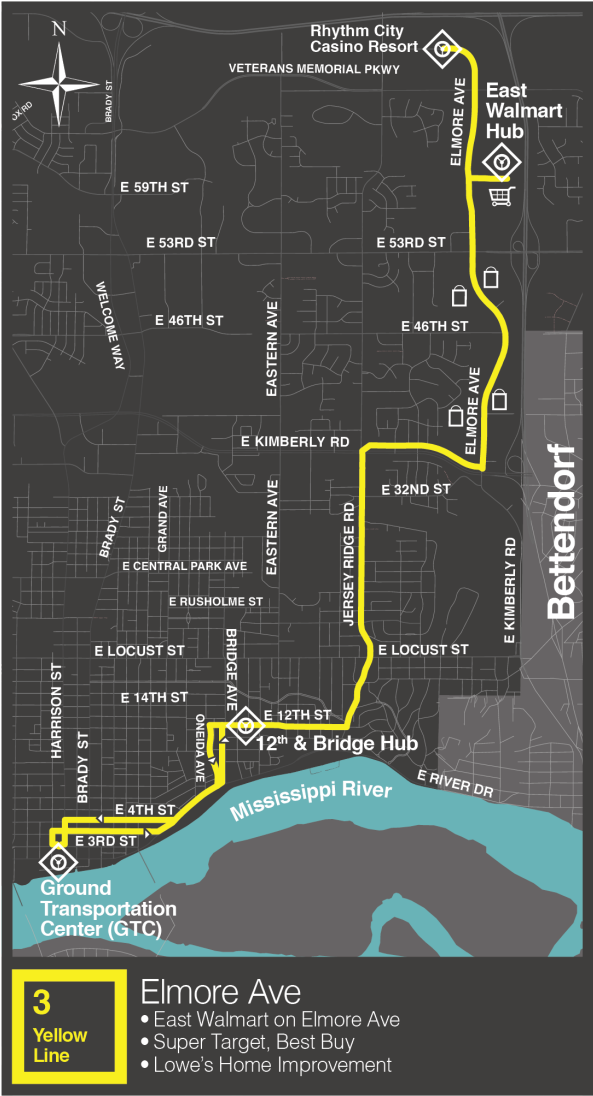 N
Rhythm City
Casino Resort
VETERANS MEMORIAL PKWY
BRADY ST
OX RD
ELMORE AVE
East
Walmart
Hub
E 59TH ST
E 53RD ST
E 53RD ST
WELCOME WAY
E 46TH ST
EASTERN AVE
E 46TH ST
ELMORE AVE
E KIMBERLY RD
Bettendorf
E 32ND ST
BRADY ST
GRAND AVE
EASTERN AVE
JERSEY RIDGE RD
E KIMBERLY RD
E CENTRAL PARK AVE
E RUSHOLME ST
E LOCUST ST
E LOCUST ST
HARRISON ST
BRIDGE AVE
E 14TH ST
ONEIDA AVE
E 12TH ST
12th & Bridge Hub
BRADY ST
E RIVER DR
Mississippi River
E 4TH ST
E 3RD ST
Ground
Transportation
Center (GTC)
3
Yellow
Line
Elmore Ave
• East Walmart on Elmore Ave
• Super Target, Best Buy
• Lowe's Home Improvement